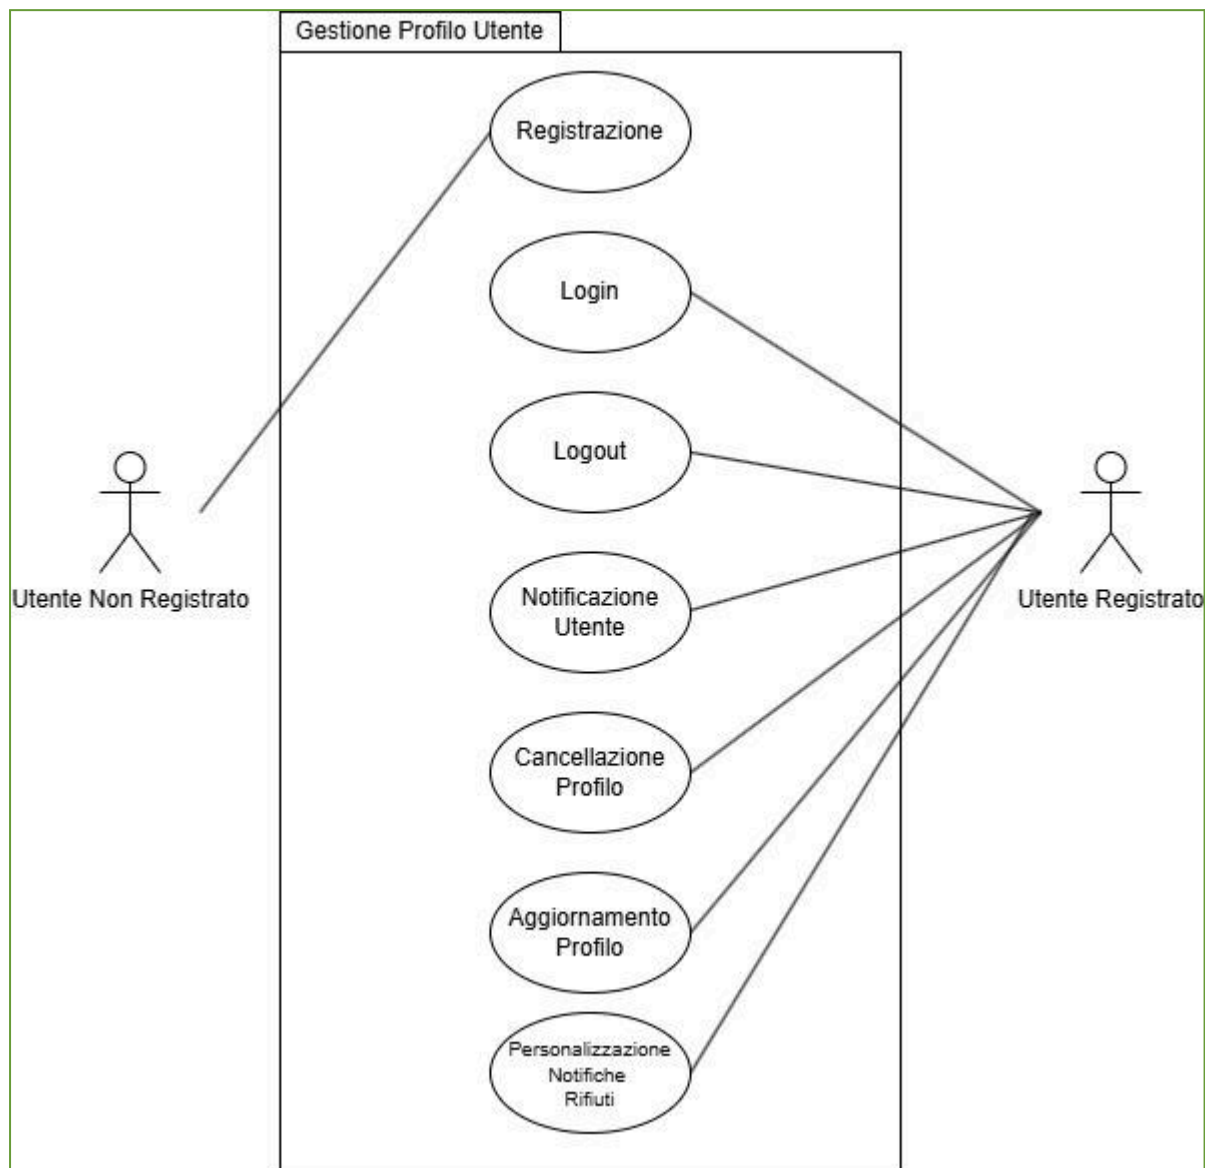 Gestione Profilo Utente
Registrazione
Login
Logout
Utente Non Registrato
Utente Registrato
Notificazione
Utente
Cancellazione
Profilo
Aggiornamento
Profilo
Personalizzazione
Notifiche
Rifiuti